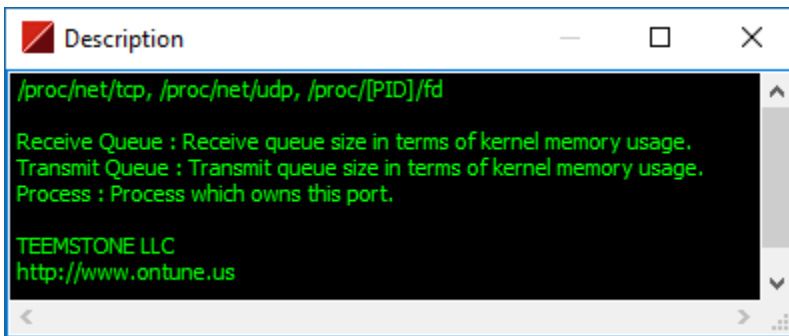 Description
/proc/net/tcp, /proc/net/udp, /proc/[PID]/fd
Receive Queue : Receive queue size in terms of kernel memory usage.
Transmit Queue : Transmit queue size in terms of kernel memory usage.
Process : Process which owns this port.
TEEMSTONE LLC
http://www.ontune.us